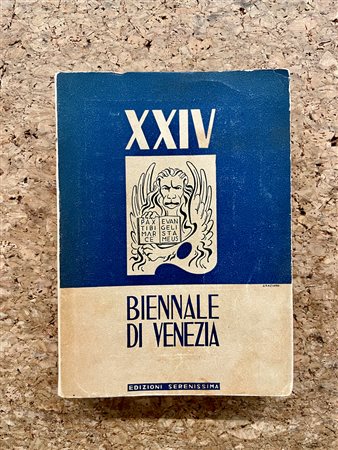 XXIV
PAX EVAN
TIBI GELI
MAR STA
CE MEUS
BIENNALE
DI VENEZIA
EDIZIONI SERENISSIMA